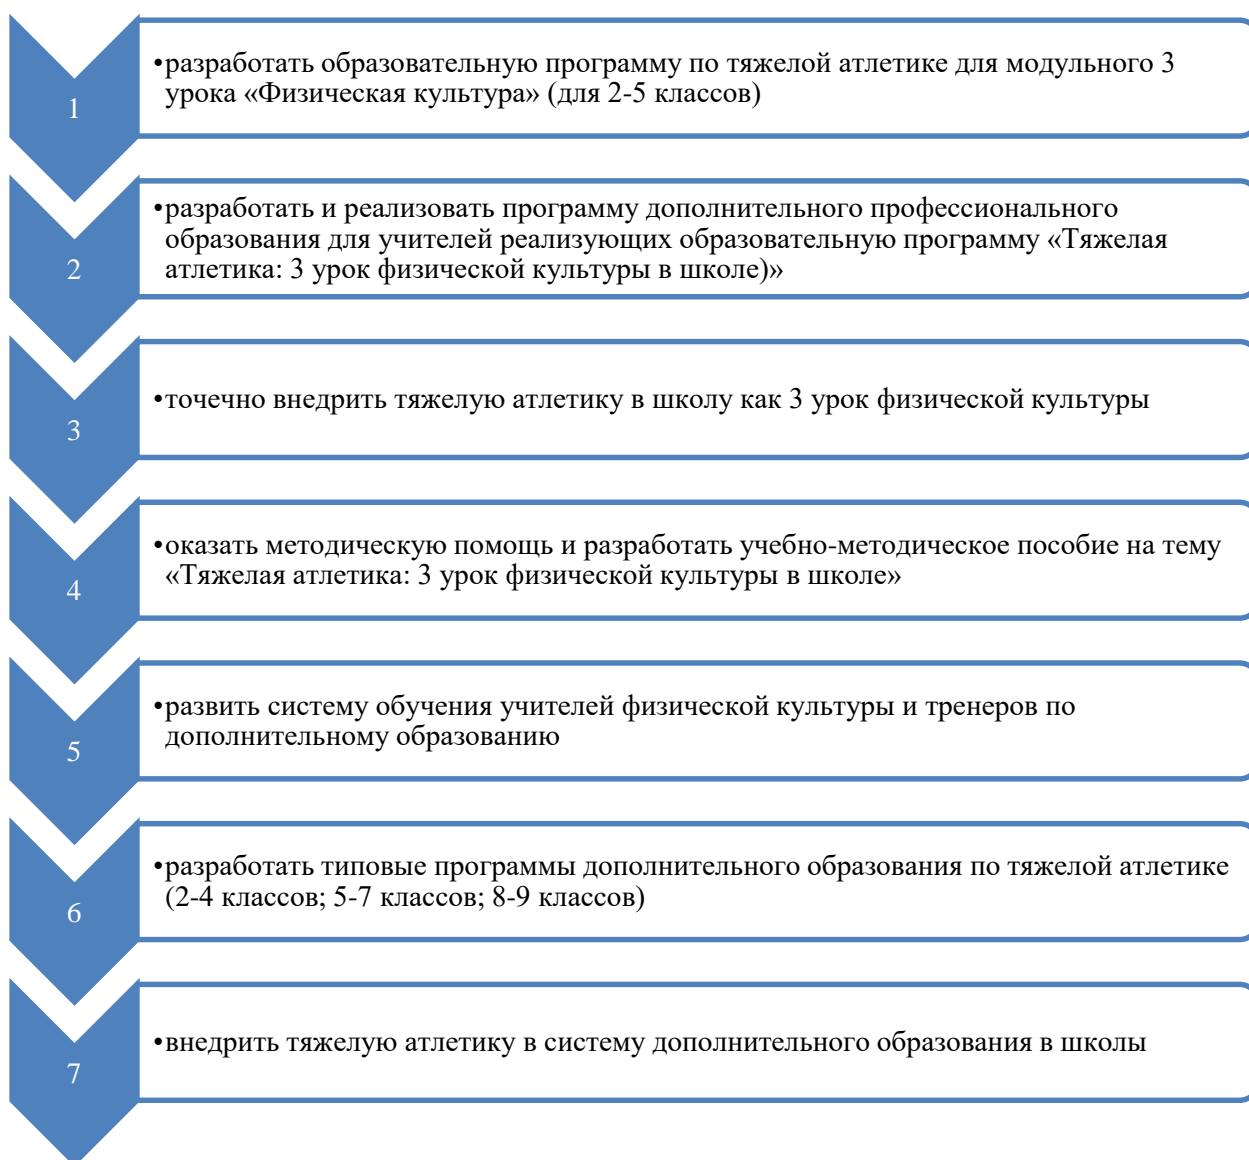 1
•разработать образовательную программу по тяжелой атлетике для модульного 3
урока «Физическая культура» (для 2-5 классов)
2
•разработать и реализовать программу дополнительного профессионального
образования для учителей реализующих образовательную программу «Тяжелая
атлетика: 3 урок физической культуры в школе)»
3
•точечно внедрить тяжелую атлетику в школу как 3 урок физической культуры
4
•оказать методическую помощь и разработать учебно-методическое пособие на тему
«Тяжелая атлетика: 3 урок физической культуры в школе»
5
•развить систему обучения учителей физической культуры и тренеров по
дополнительному образованию
6
•разработать типовые программы дополнительного образования по тяжелой атлетике
(2-4 классов; 5-7 классов; 8-9 классов)
7
•внедрить тяжелую атлетику в систему дополнительного образования в школы